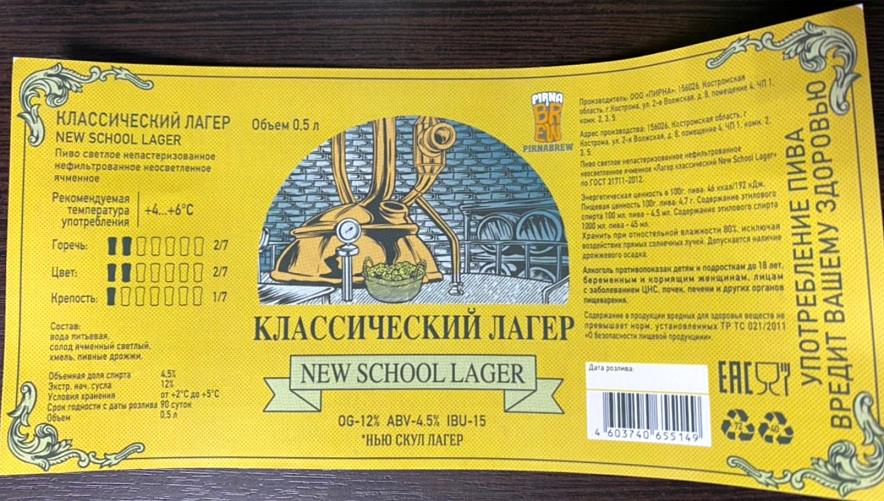 КЛАССИЧЕСКИЙ ЛАГЕР
NEW SCHOOL LAGER
Пиво светлое непастеризованное
нефильтрованное неосветленное
ячменное
Рекомендуемая
температура
употребления
+4...+6°С
Горечь: 2/7
Цвет: 2/7
Крепость: 1/7
Состав:
вода питьевая,
солод ячменный светлый,
хмель, пивные дрожжи.
Объемная доля спирта 4.5%
Экстр. нач. сусла 12%
Условия хранения от +2°С до +5°С
Срок годности с даты розлива 90 суток
Объем 0,5 л
Объем 0,5 л
КЛАССИЧЕСКИЙ ЛАГЕР
NEW SCHOOL LAGER
OG-12% ABV-4.5% IBU-15
*НЬЮ СКУЛ ЛАГЕР
PIRNA
BREW
PIRNABREW
Производитель: ООО «ПИРНА». 156026, Костромская
область, г.Кострома, ул. 2-я Волжская, д. 8, помещение 4, ЧП 1,
комн. 2, 3, 5.
Адрес производства: 156026, Костромская область, г
Кострома, ул. 2-я Волжская, д. 8, помещение 4, ЧП 1, комн. 2,
3, 5.
Пиво светлое непастеризованное нефильтрованное
неосветленное ячменное «Лагер классический New School Lager»
по ГОСТ 31711-2012.
Энергетическая ценность в 100г. пива: 46 ккал/192 кДж.
Пищевая ценность 100г. пива: 4,7 г. Содержание этилового
спирта 100 мл. пива - 4.5 мл. Содержание этилового спирта
1000 мл. пива - 45 мл.
Хранить при относительной влажности 80%, исключая
воздействие прямых солнечных лучей. Допускается наличие
дрожжевого осадка.
Алкоголь противопоказан детям и подросткам до 18 лет,
беременным и кормящим женщинам, лицам
с заболеванием ЦНС, почек, печени и других органов
пищеварения.
Содержание в продукции вредных для здоровья веществ не
превышает норм, установленных ТР ТС 021/2011
«О безопасности пищевой продукции».
Дата розлива:
4 603740 655149
EAC
72
40
УПОТРЕБЛЕНИЕ ПИВА
ВРЕДИТ ВАШЕМУ ЗДОРОВЬЮ